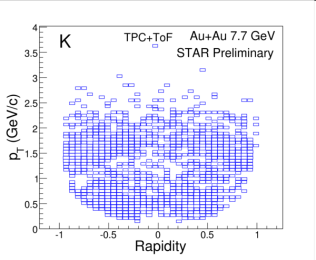 K
TPC+ToF
Au+Au 7.7 GeV
STAR Preliminary
p_T (GeV/c)
4
3.5
3
2.5
2
1.5
1
0.5
0
-1 -0.5 0 0.5 1
Rapidity